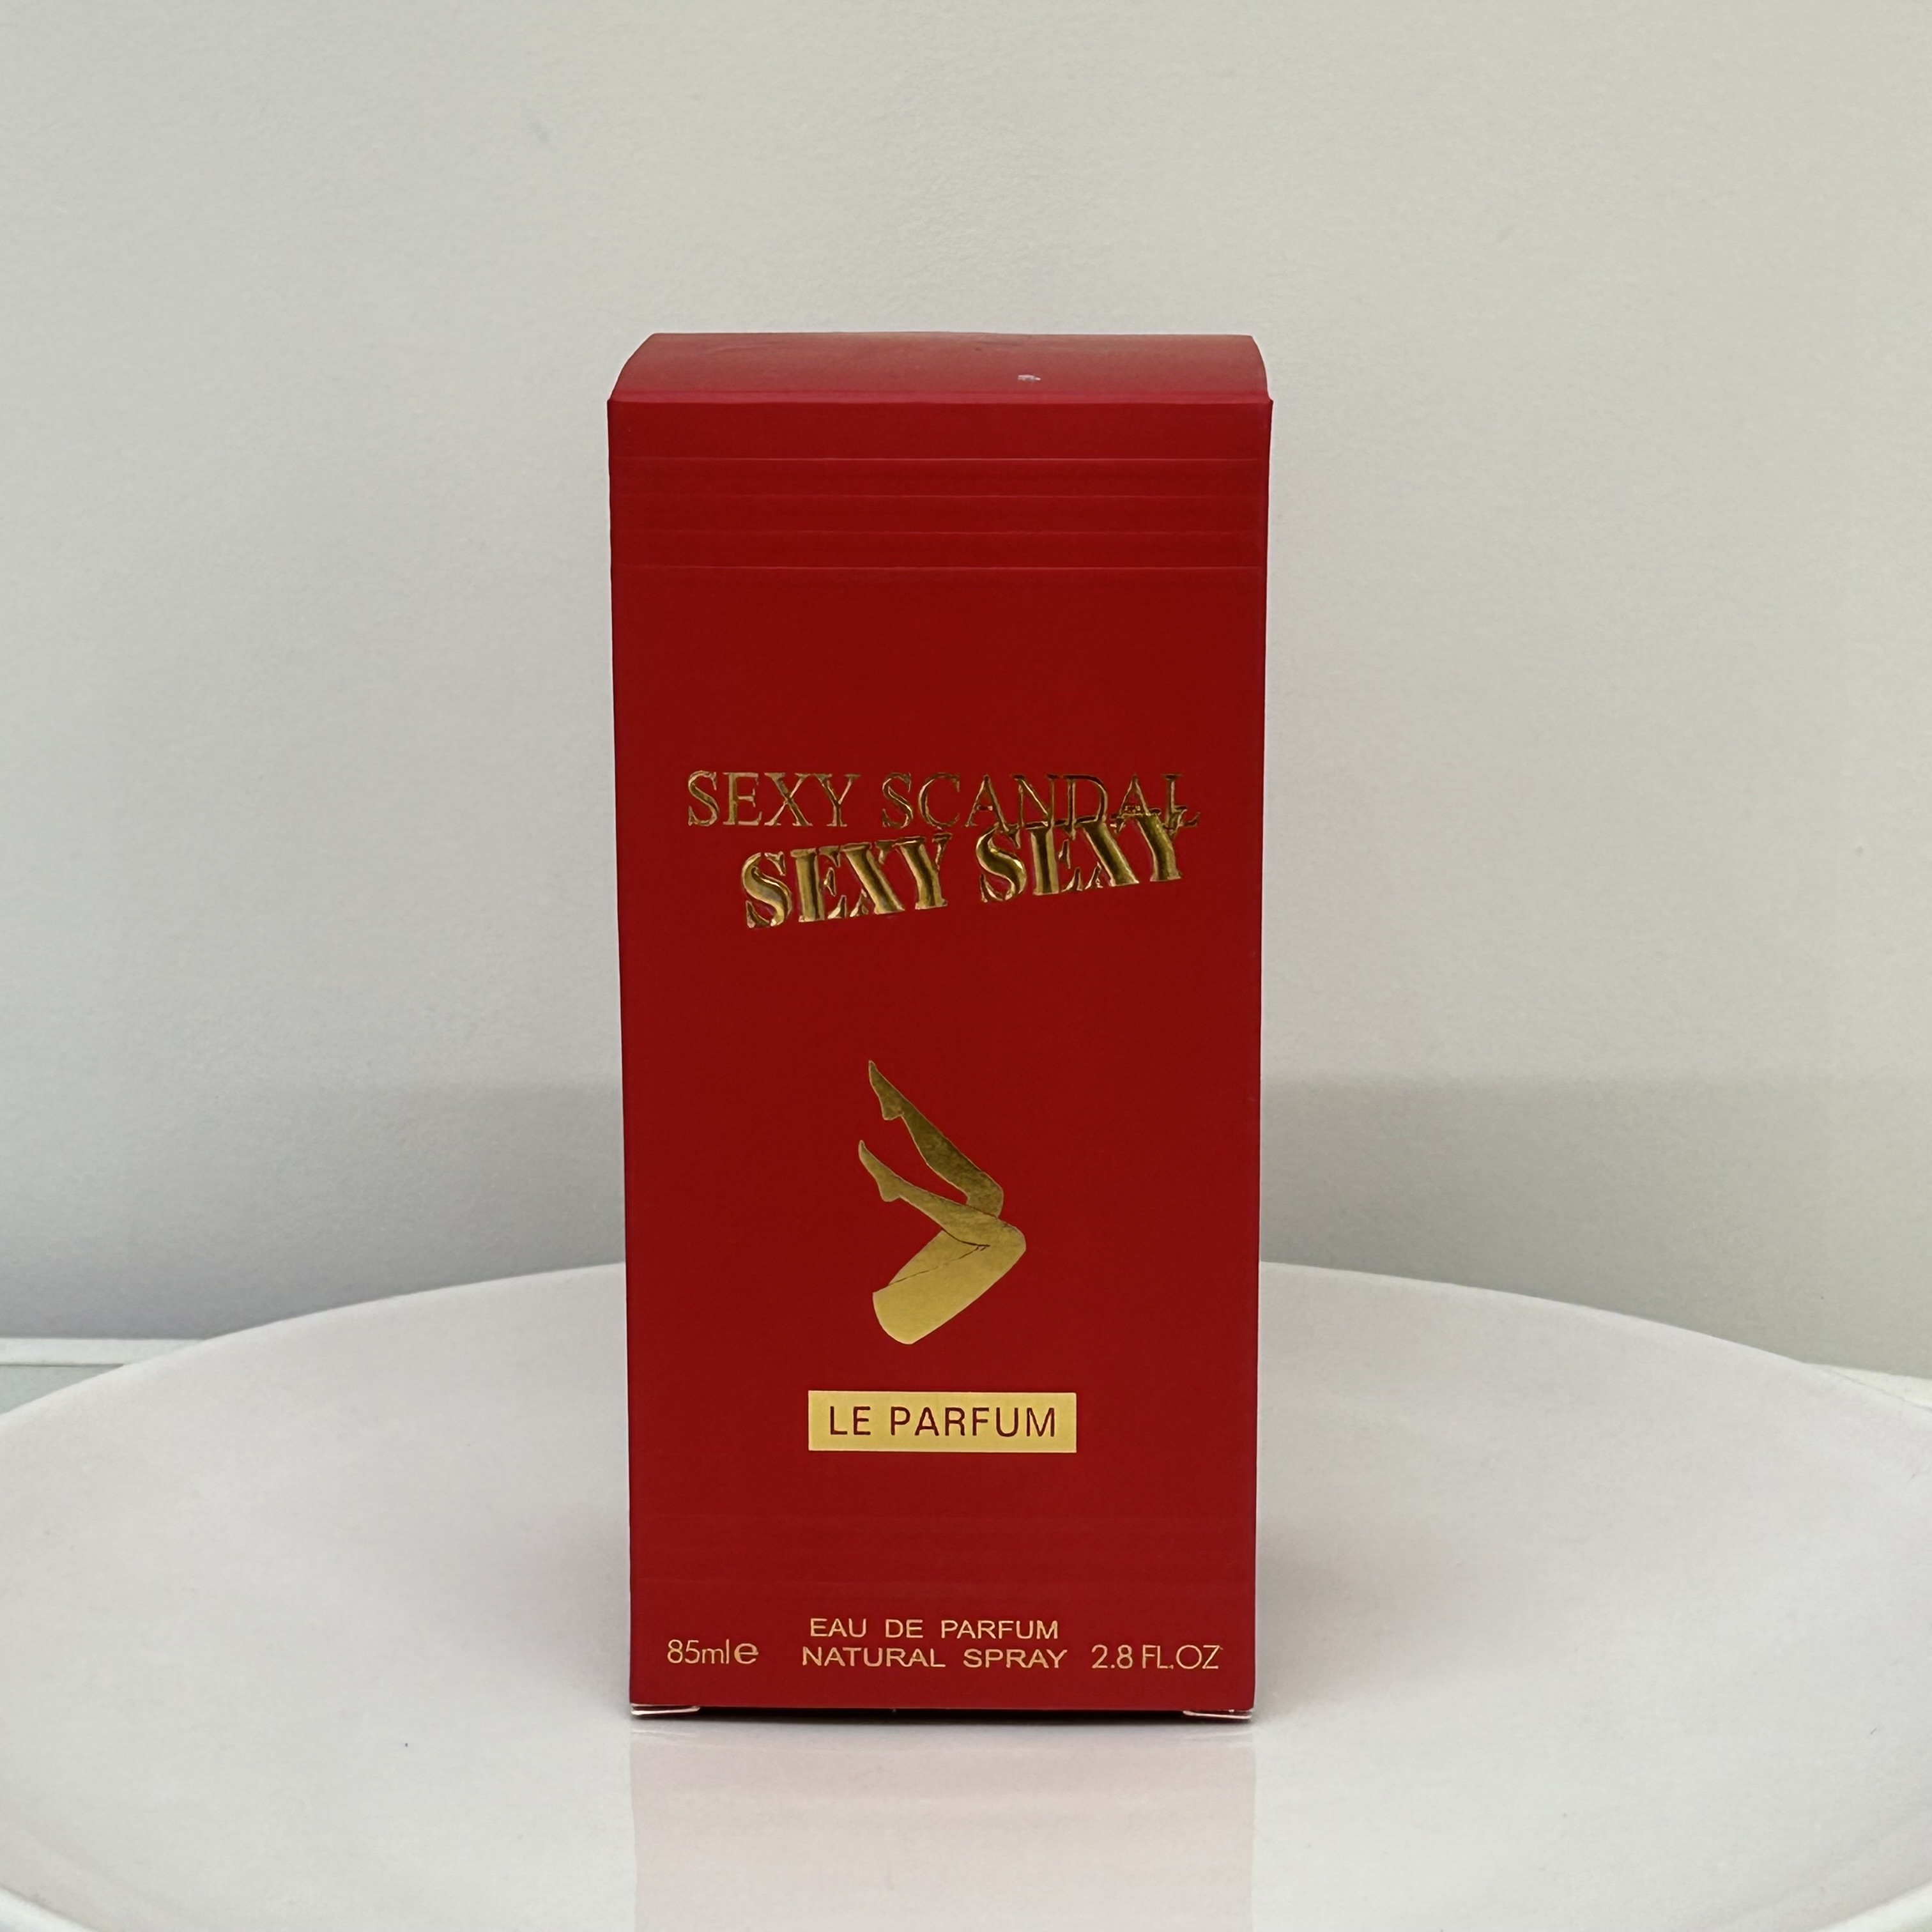 SEXY SCANDAL
SEXY SEXY
LE PARFUM
EAU DE PARFUM
85ml℮ NATURAL SPRAY 2.8 FL.OZ